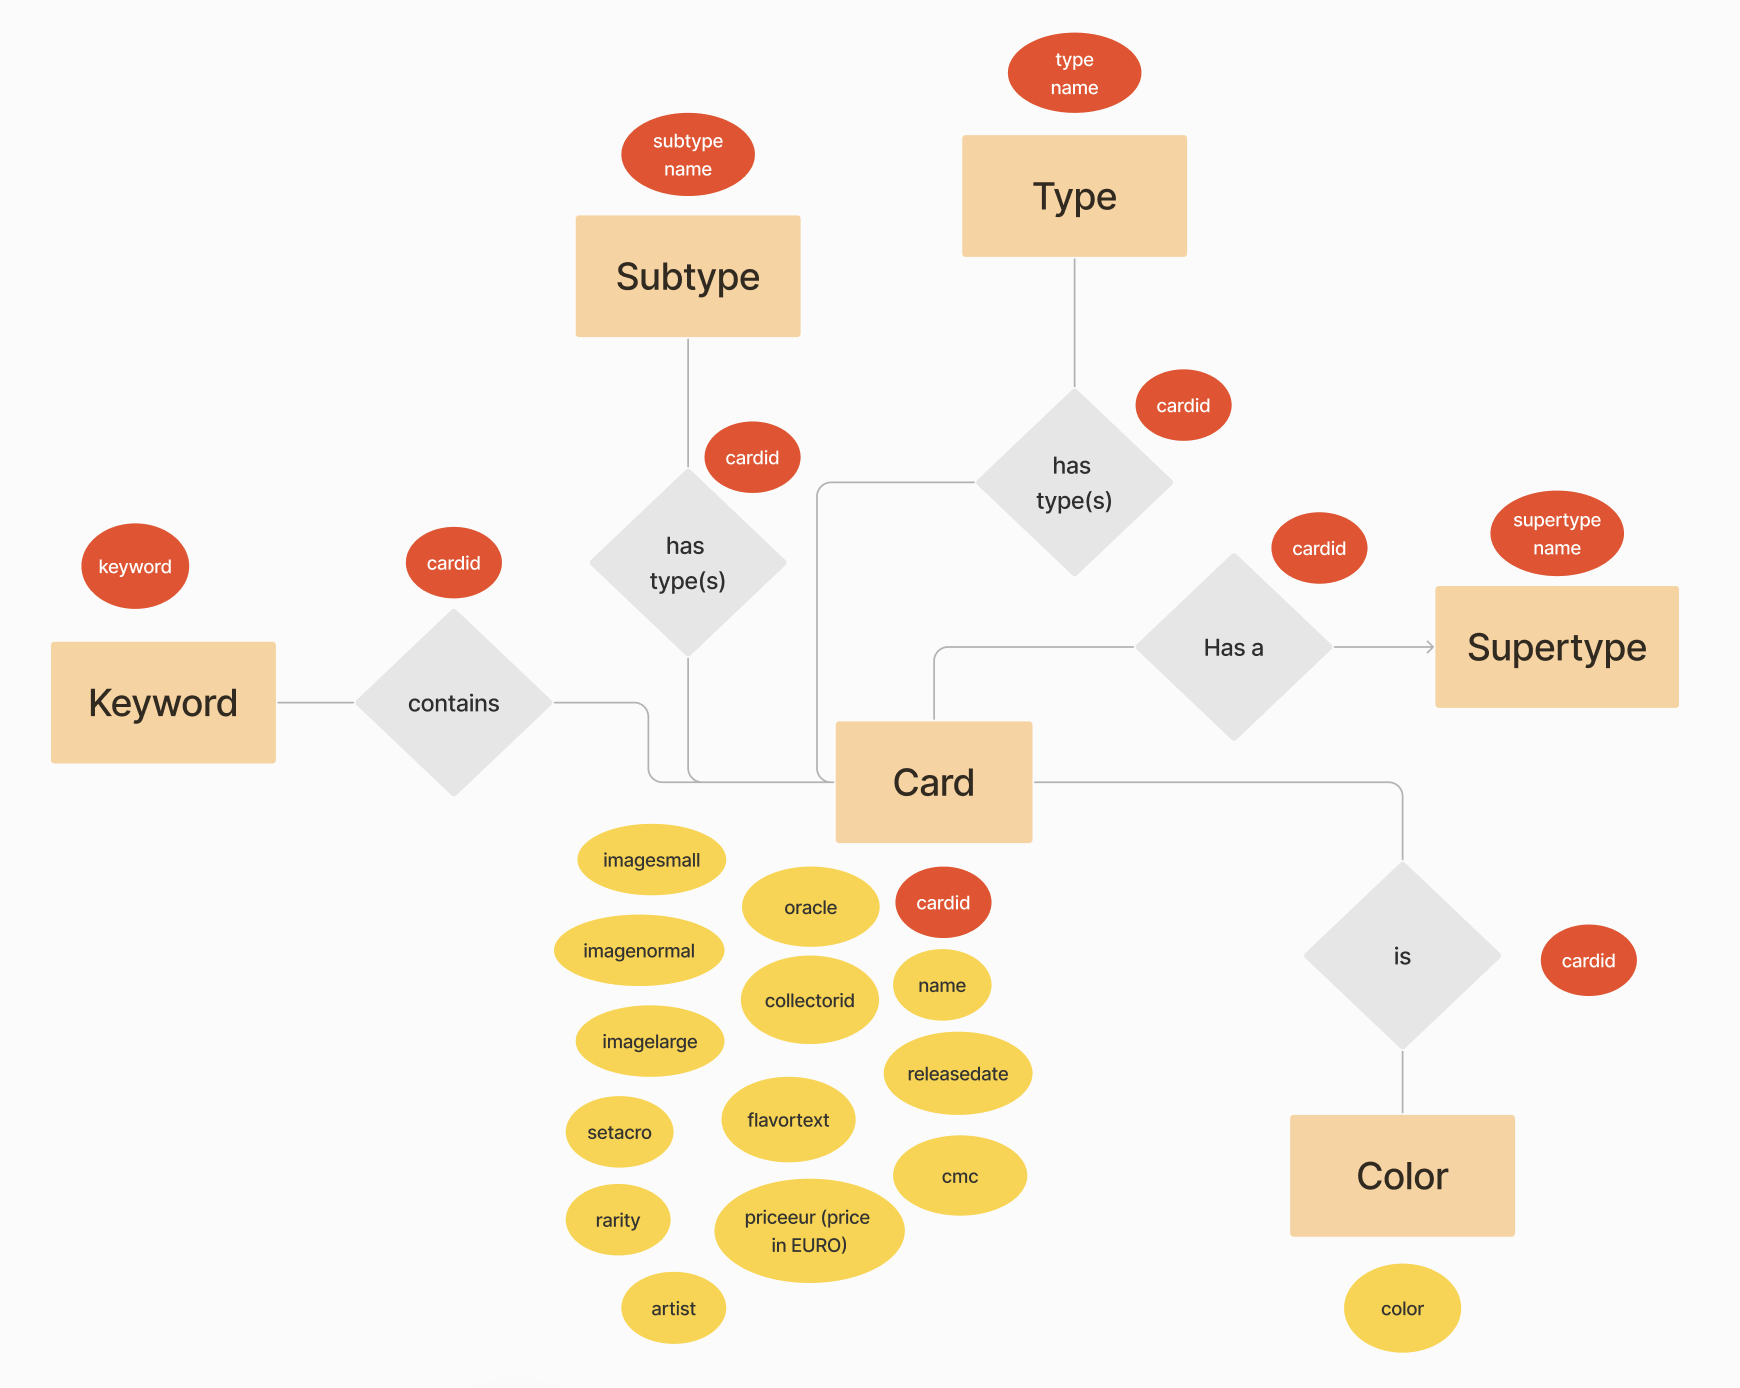 type
name
Type
subtype
name
Subtype
cardid
has
type(s)
cardid
has
type(s)
keyword
Keyword
cardid
contains
cardid
Has a
supertype
name
Supertype
Card
imagesmall
oracle
cardid
imagenormal
collectorid
name
imagelarge
releasedate
setacro
flavortext
cmc
rarity
priceeur (price
in EURO)
artist
is
cardid
Color
color